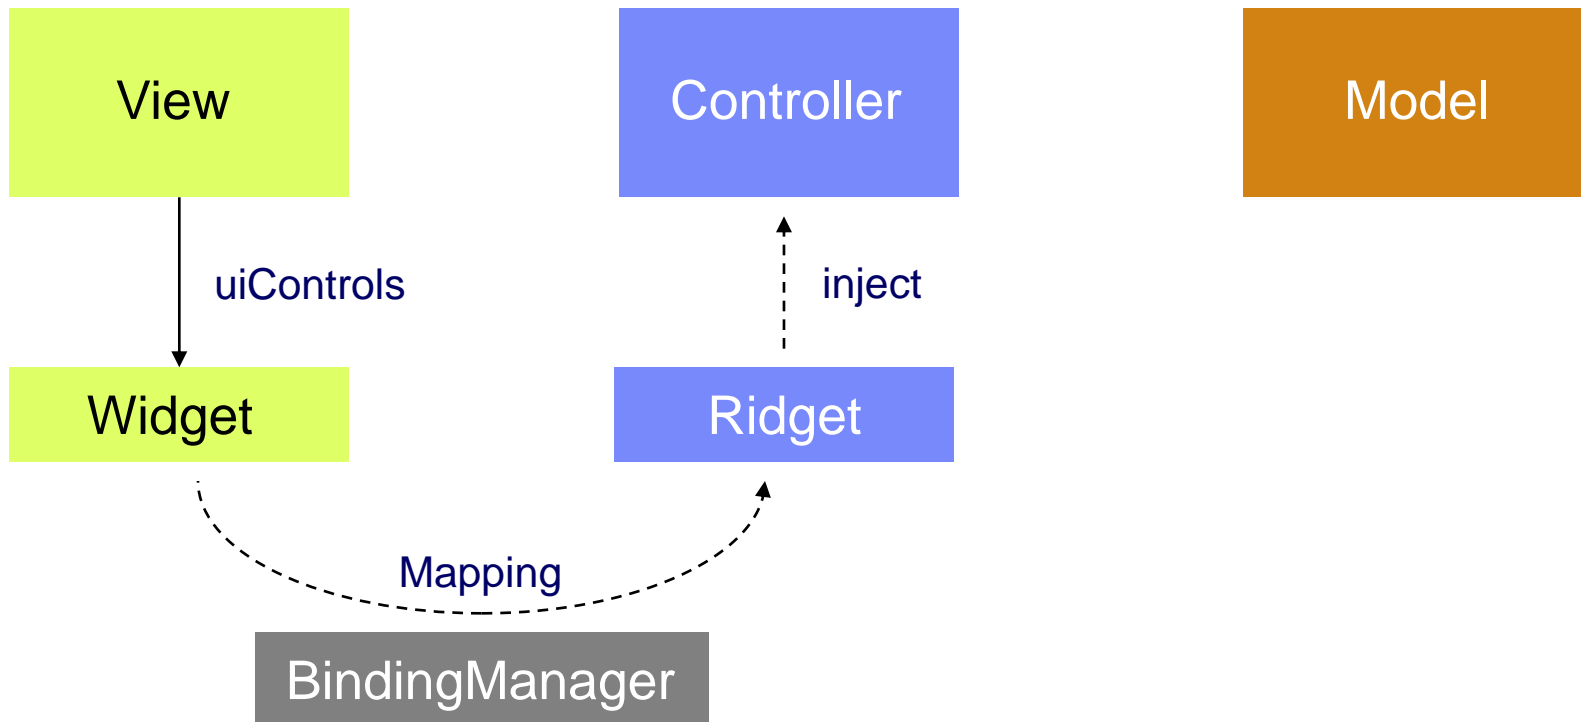 View
Controller
Model
uiControls
inject
Widget
Ridget
Mapping
BindingManager